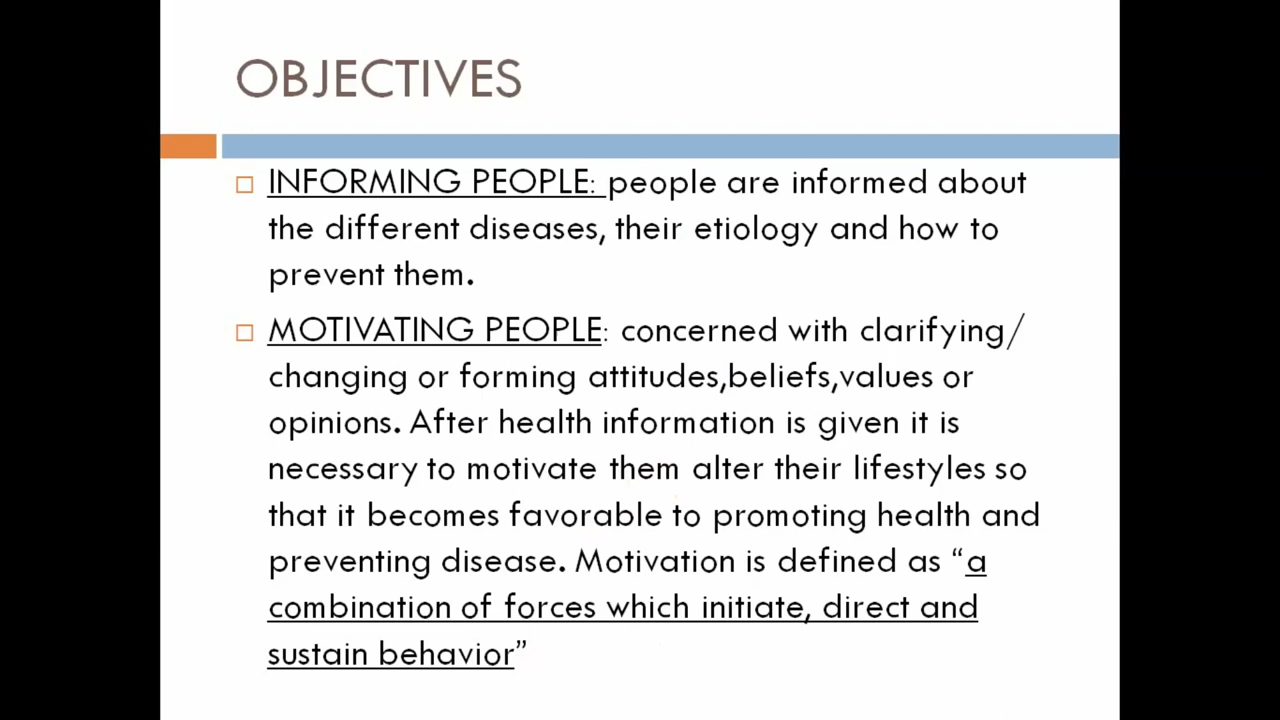 OBJECTIVES
INFORMING PEOPLE: people are informed about
the different diseases, their etiology and how to
prevent them.
MOTIVATING PEOPLE: concerned with clarifying/
changing or forming attitudes,beliefs,values or
opinions. After health information is given it is
necessary to motivate them alter their lifestyles so
that it becomes favorable to promoting health and
preventing disease. Motivation is defined as “a
combination of forces which initiate, direct and
sustain behavior”